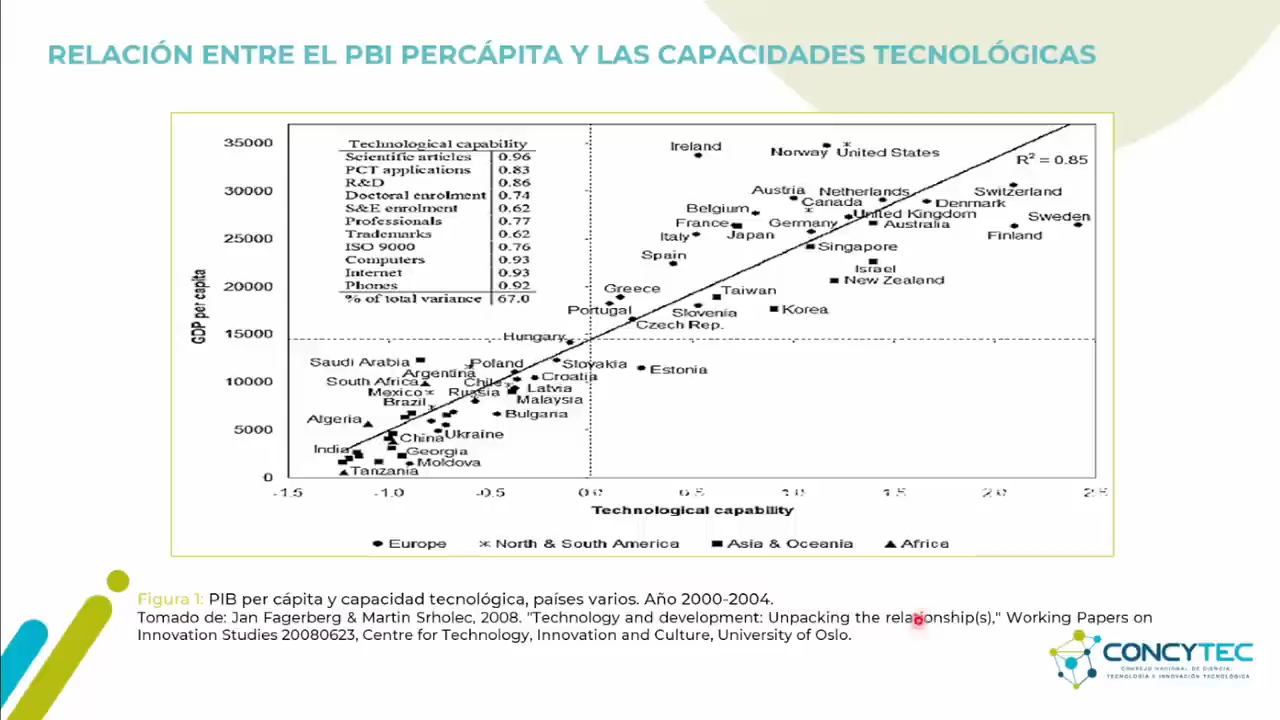 RELACIÓN ENTRE EL PBI PERCÁPITA Y LAS CAPACIDADES TECNOLÓGICAS
Technological capability
Scientific articles 0.96
PCT applications 0.83
R&D 0.86
Doctoral enrolment 0.74
S&E enrolment 0.62
Professionals 0.77
Trademarks 0.62
ISO 9000 0.76
Computers 0.93
Internet 0.93
Phones 0.92
% of total variance 67.0
35000
30000
25000
20000
15000
10000
5000
0
GDP per capita
Ireland
Norway
United States
R² = 0.85
Austria
Netherlands
Switzerland
Canada
Denmark
Belgium
United Kingdom
Sweden
France
Germany
Australia
Italy
Japan
Finland
Singapore
Spain
Israel
New Zealand
Greece
Taiwan
Portugal
Slovenia
Korea
Czech Rep.
Hungary
Saudi Arabia
Poland
Slovakia
Estonia
Argentina
Croatia
South Africa
Chile
Latvia
Mexico
Russia
Malaysia
Brazil
Bulgaria
Algeria
China
Ukraine
India
Georgia
Moldova
Tanzania
-1.5 -1.0 -0.5 0.0 0.5 1.0 1.5 2.0 2.5
Technological capability
Europe North & South America Asia & Oceania Africa
Figura 1: PIB per cápita y capacidad tecnológica, países varios. Año 2000-2004.
Tomado de: Jan Fagerberg & Martin Srholec, 2008. "Technology and development: Unpacking the relationship(s)," Working Papers on
Innovation Studies 20080623, Centre for Technology, Innovation and Culture, University of Oslo.
CONCYTEC
CONSEJO NACIONAL DE CIENCIA,
TECNOLOGÍA E INNOVACIÓN TECNOLÓGICA